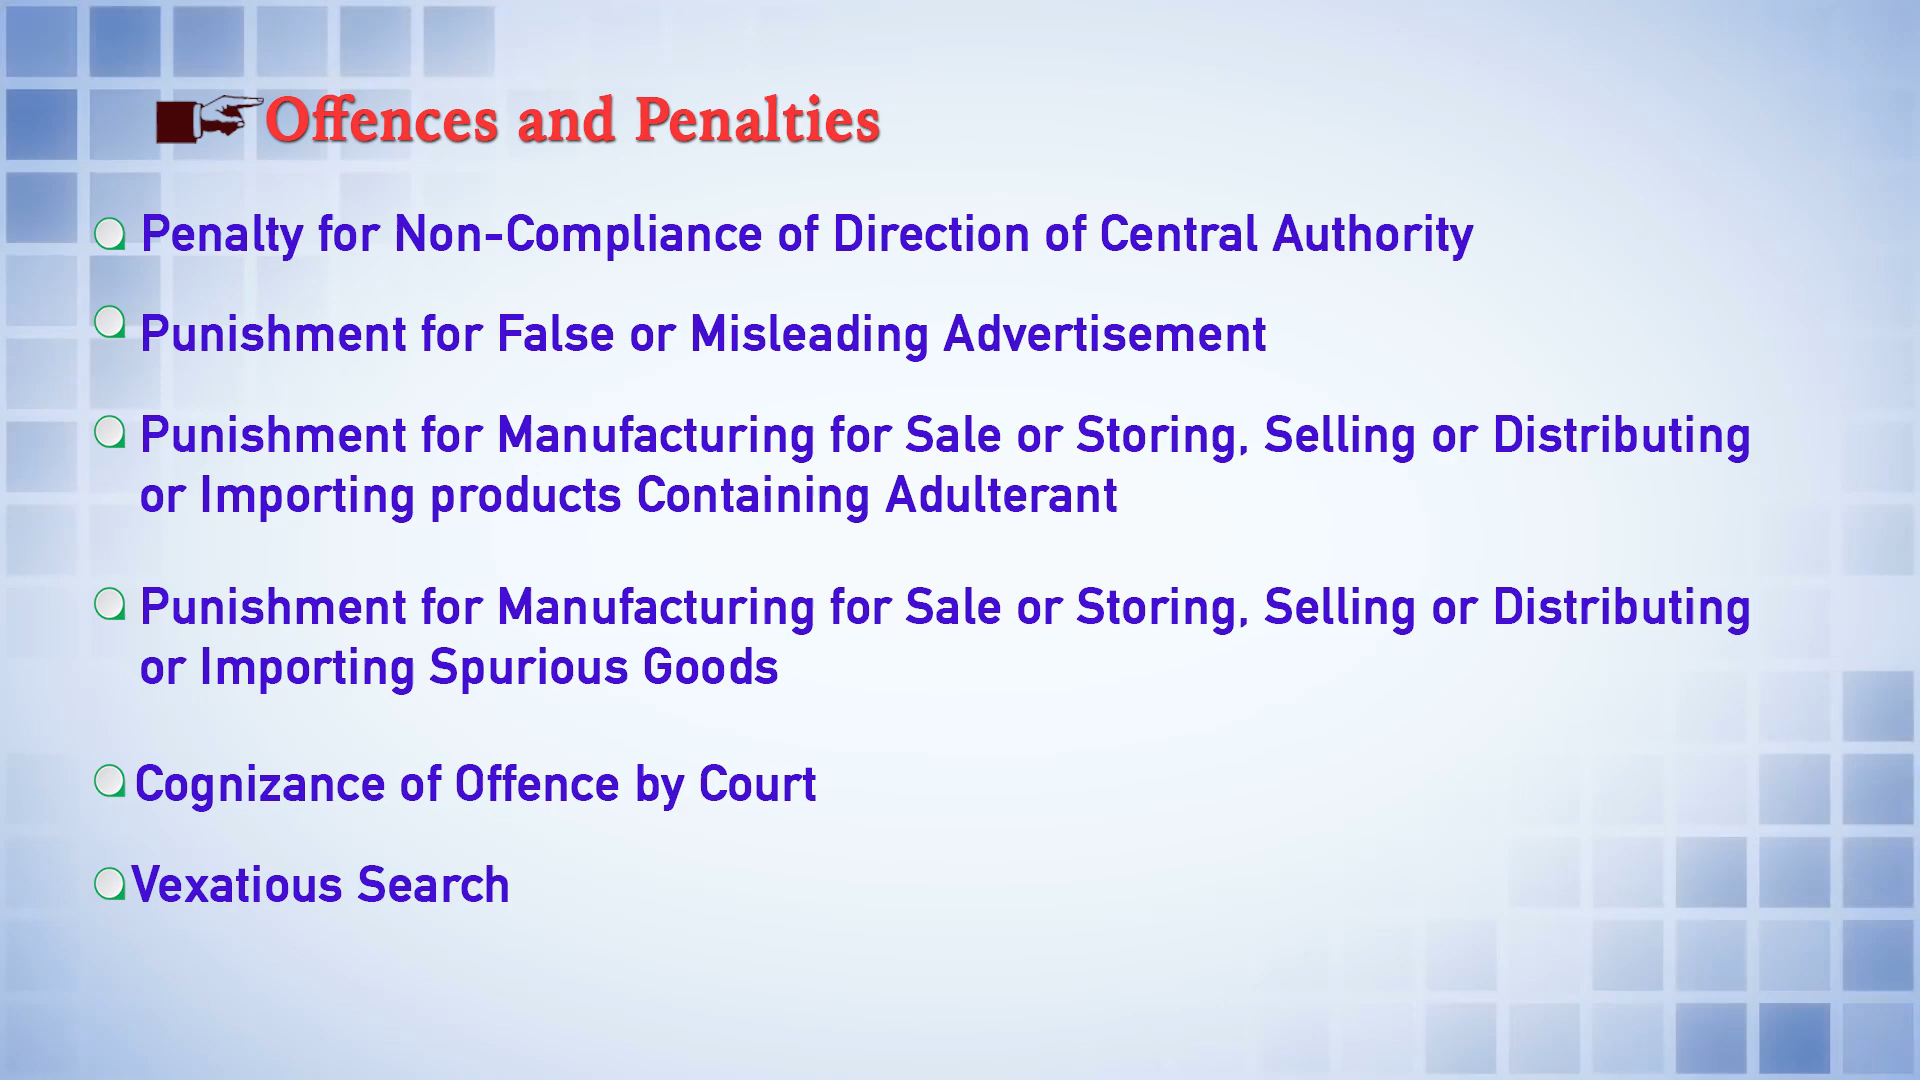 Offences and Penalties
Penalty for Non-Compliance of Direction of Central Authority
Punishment for False or Misleading Advertisement
Punishment for Manufacturing for Sale or Storing, Selling or Distributing
or Importing products Containing Adulterant
Punishment for Manufacturing for Sale or Storing, Selling or Distributing
or Importing Spurious Goods
Cognizance of Offence by Court
Vexatious Search